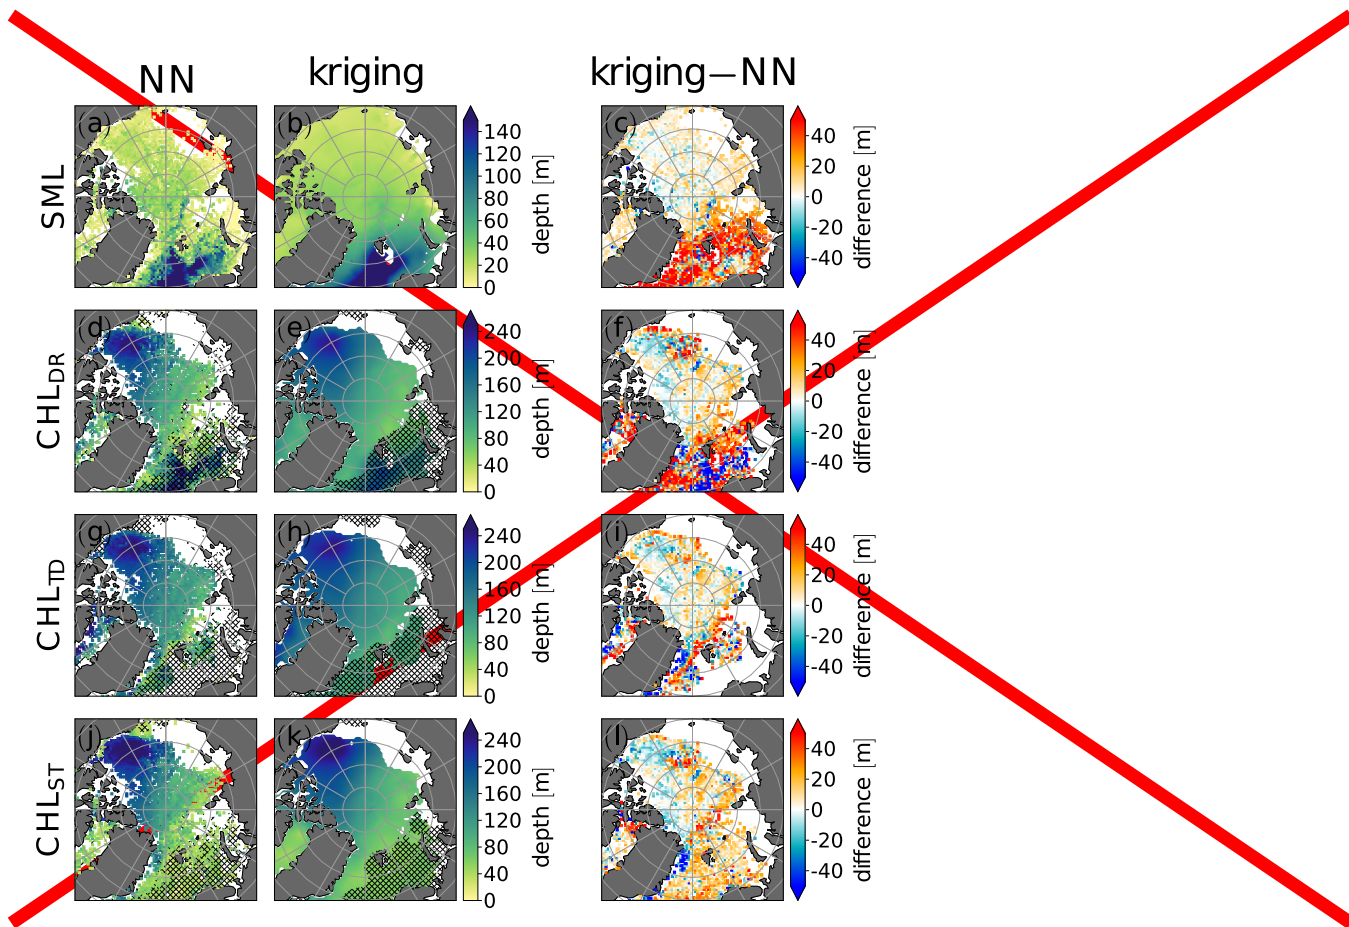 NN kriging kriging−NN
SML
(a) (b) (c)
140
120
100
80
60
40
20
0
depth [m]
40
20
0
-20
-40
difference [m]
CHL_DR
(d) (e) (f)
240
200
160
120
80
40
0
depth [m]
40
20
0
-20
-40
difference [m]
CHL_TD
(g) (h) (i)
240
200
160
120
80
40
0
depth [m]
40
20
0
-20
-40
difference [m]
CHL_ST
(j) (k) (l)
240
200
160
120
80
40
0
depth [m]
40
20
0
-20
-40
difference [m]